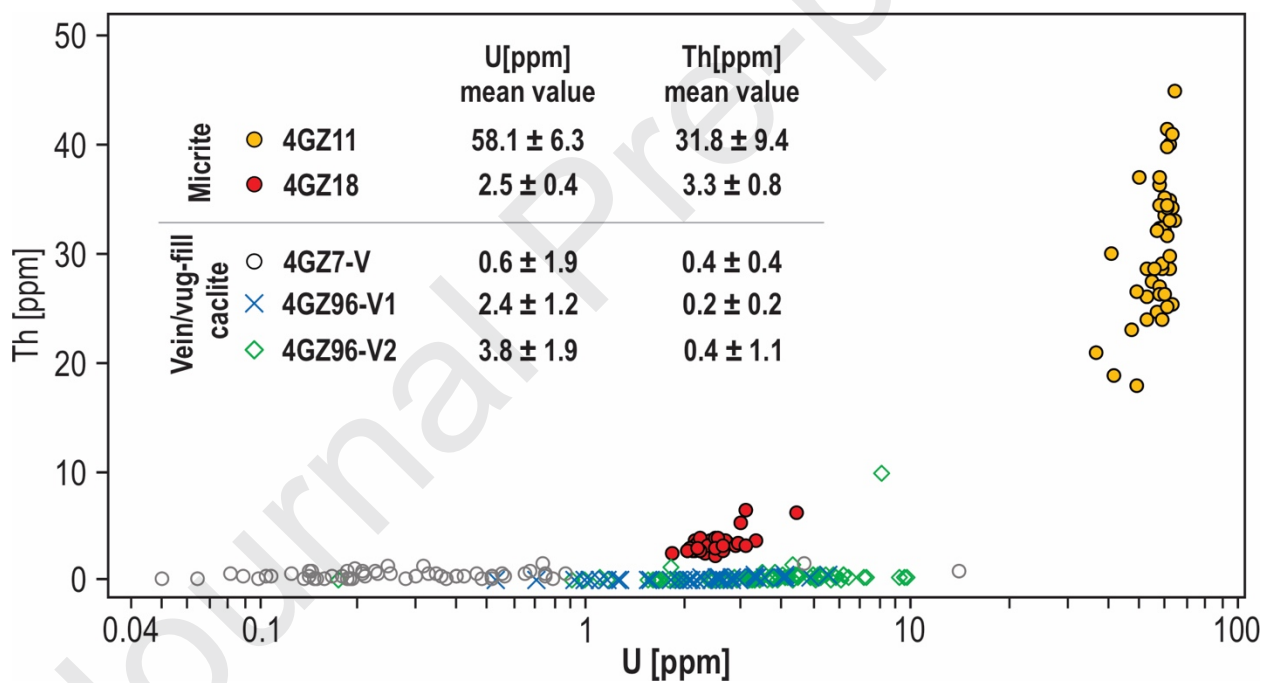 Journal Pre-p
50
40
30
20
10
0
Th [ppm]
U[ppm] Th[ppm]
mean value mean value
Micrite
4GZ11 58.1 ± 6.3 31.8 ± 9.4
4GZ18 2.5 ± 0.4 3.3 ± 0.8
Vein/vug-fill
caclite
4GZ7-V 0.6 ± 1.9 0.4 ± 0.4
4GZ96-V1 2.4 ± 1.2 0.2 ± 0.2
4GZ96-V2 3.8 ± 1.9 0.4 ± 1.1
0.04 0.1 1 10 100
U [ppm]